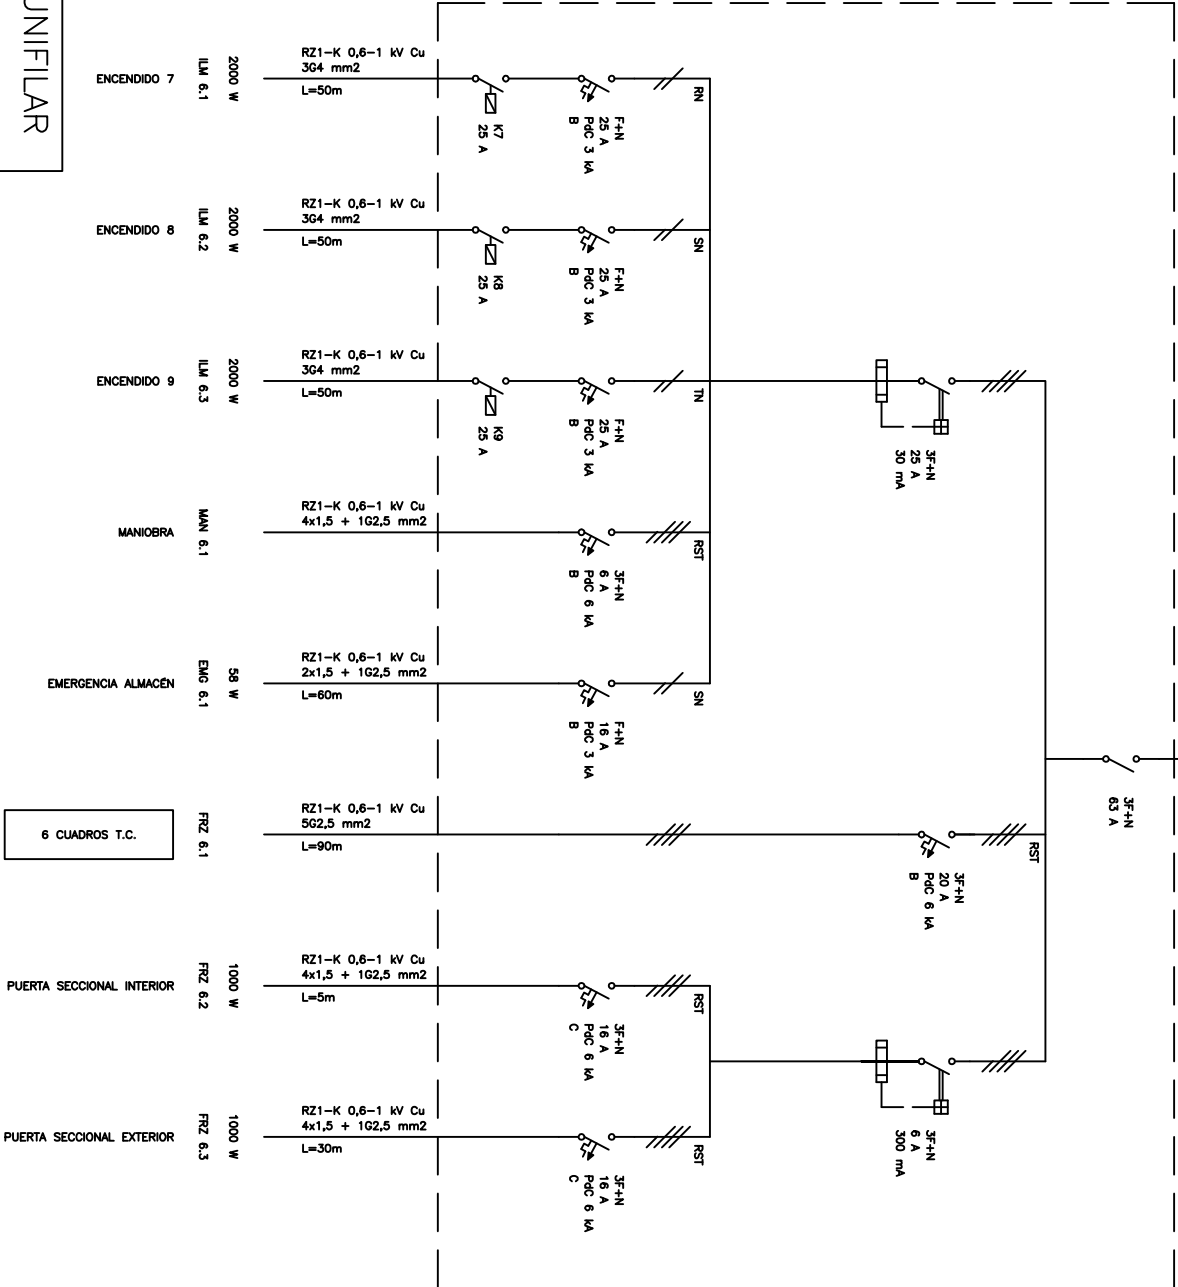 UNIFILAR
ENCENDIDO 7
ILM 6.1
2000 W
RZ1-K 0,6-1 kV Cu
3G4 mm2
L=50m
K7
25 A
F+N
25 A
PdC 3 kA
B
RN
ENCENDIDO 8
ILM 6.2
2000 W
RZ1-K 0,6-1 kV Cu
3G4 mm2
L=50m
K8
25 A
F+N
25 A
PdC 3 kA
B
SN
ENCENDIDO 9
ILM 6.3
2000 W
RZ1-K 0,6-1 kV Cu
3G4 mm2
L=50m
K9
25 A
F+N
25 A
PdC 3 kA
B
TN
3F+N
25 A
30 mA
MANIOBRA
MAN 6.1
RZ1-K 0,6-1 kV Cu
4x1,5 + 1G2,5 mm2
3F+N
6 A
PdC 6 kA
B
RST
EMERGENCIA ALMACÉN
EMG 6.1
58 W
RZ1-K 0,6-1 kV Cu
2x1,5 + 1G2,5 mm2
L=60m
F+N
16 A
PdC 3 kA
B
SN
3F+N
63 A
6 CUADROS T.C.
FRZ 6.1
RZ1-K 0,6-1 kV Cu
5G2,5 mm2
L=90m
3F+N
20 A
PdC 6 kA
B
RST
PUERTA SECCIONAL INTERIOR
FRZ 6.2
1000 W
RZ1-K 0,6-1 kV Cu
4x1,5 + 1G2,5 mm2
L=5m
3F+N
16 A
PdC 6 kA
C
RST
3F+N
6 A
300 mA
PUERTA SECCIONAL EXTERIOR
FRZ 6.3
1000 W
RZ1-K 0,6-1 kV Cu
4x1,5 + 1G2,5 mm2
L=30m
3F+N
16 A
PdC 6 kA
C
RST